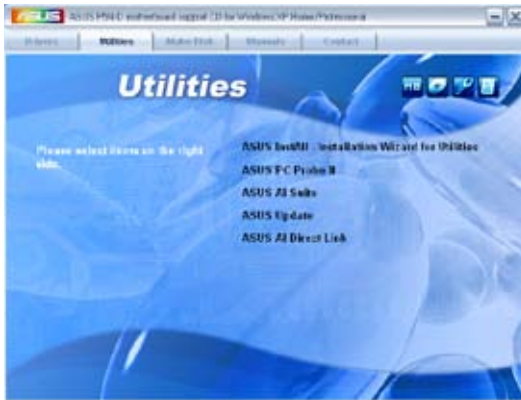 ASUS motherboard support CD for Windows XP Home/Professional
Drivers Utilities Make Disk Manuals Contact
Utilities
Please select items on the right side.
ASUS InstAll - Installation Wizard for Utilities
ASUS PC Probe II
ASUS AI Suite
ASUS Update
ASUS AI Direct Link